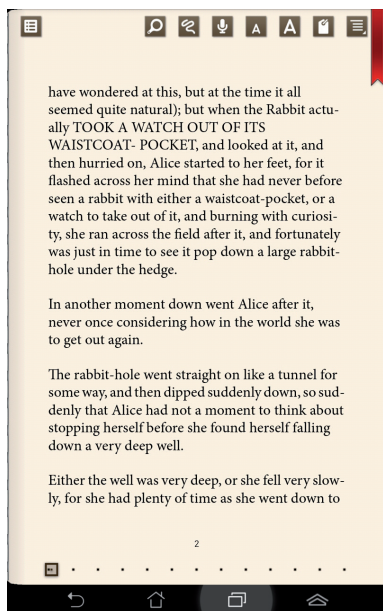 A
A
have wondered at this, but at the time it all
seemed quite natural); but when the Rabbit actu-
ally TOOK A WATCH OUT OF ITS
WAISTCOAT- POCKET, and looked at it, and
then hurried on, Alice started to her feet, for it
flashed across her mind that she had never before
seen a rabbit with either a waistcoat-pocket, or a
watch to take out of it, and burning with curiosi-
ty, she ran across the field after it, and fortunately
was just in time to see it pop down a large rabbit-
hole under the hedge.
In another moment down went Alice after it,
never once considering how in the world she was
to get out again.
The rabbit-hole went straight on like a tunnel for
some way, and then dipped suddenly down, so sud-
denly that Alice had not a moment to think about
stopping herself before she found herself falling
down a very deep well.
Either the well was very deep, or she fell very slow-
ly, for she had plenty of time as she went down to
2